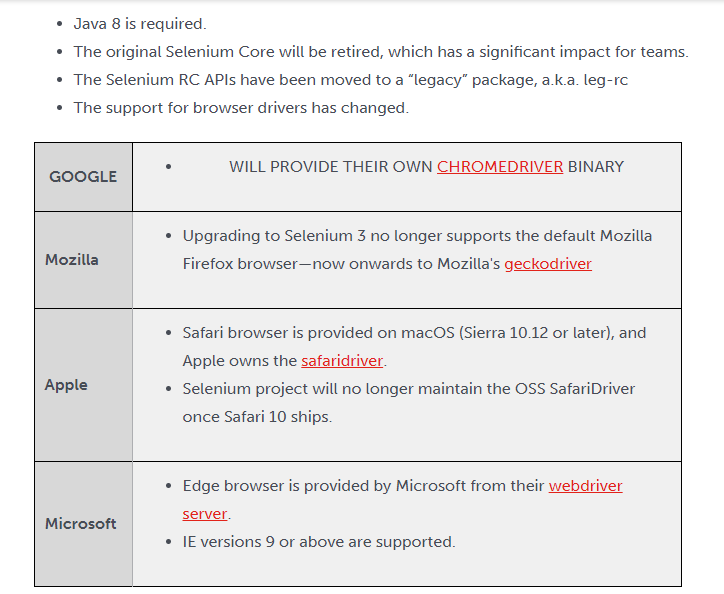 • Java 8 is required.
• The original Selenium Core will be retired, which has a significant impact for teams.
• The Selenium RC APIs have been moved to a “legacy” package, a.k.a. leg-rc
• The support for browser drivers has changed.
GOOGLE
• WILL PROVIDE THEIR OWN CHROMEDRIVER BINARY
Mozilla
• Upgrading to Selenium 3 no longer supports the default Mozilla
Firefox browser—now onwards to Mozilla's geckodriver
Apple
• Safari browser is provided on macOS (Sierra 10.12 or later), and
Apple owns the safaridriver.
• Selenium project will no longer maintain the OSS SafariDriver
once Safari 10 ships.
Microsoft
• Edge browser is provided by Microsoft from their webdriver
server.
• IE versions 9 or above are supported.